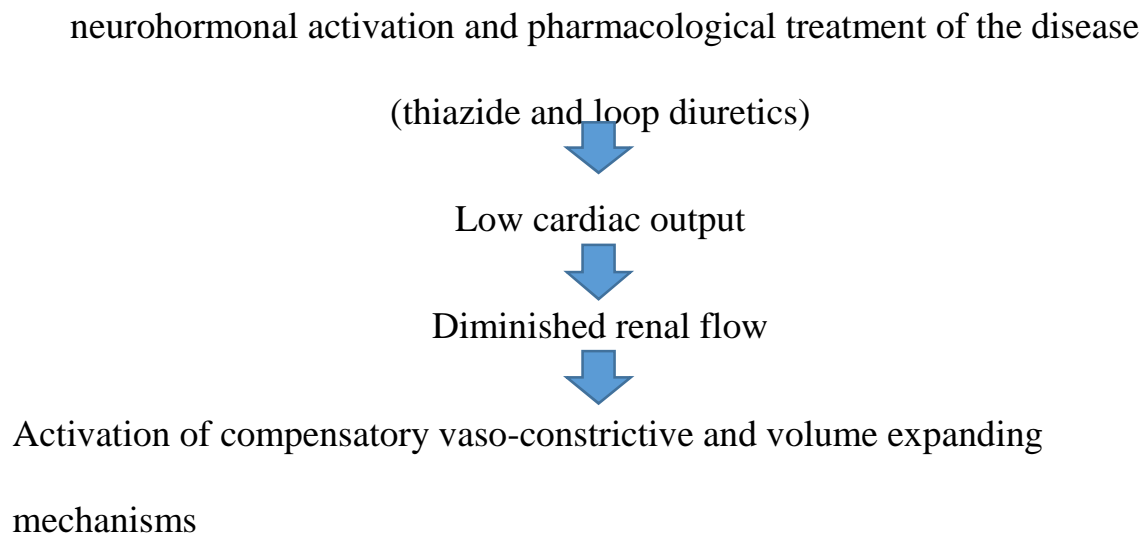 neurohormonal activation and pharmacological treatment of the disease
(thiazide and loop diuretics)
Low cardiac output
Diminished renal flow
Activation of compensatory vaso-constrictive and volume expanding
mechanisms